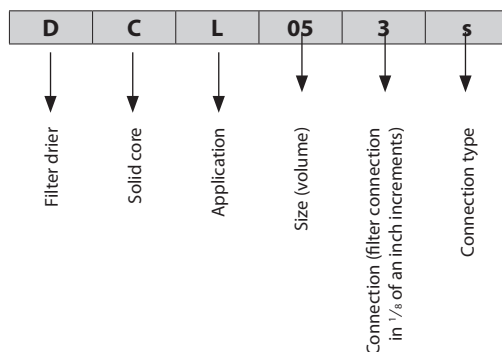 D C L 05 3 s
Filter drier
Solid core
Application
Size (volume)
Connection (filter connection
in 1/8 of an inch increments)
Connection type